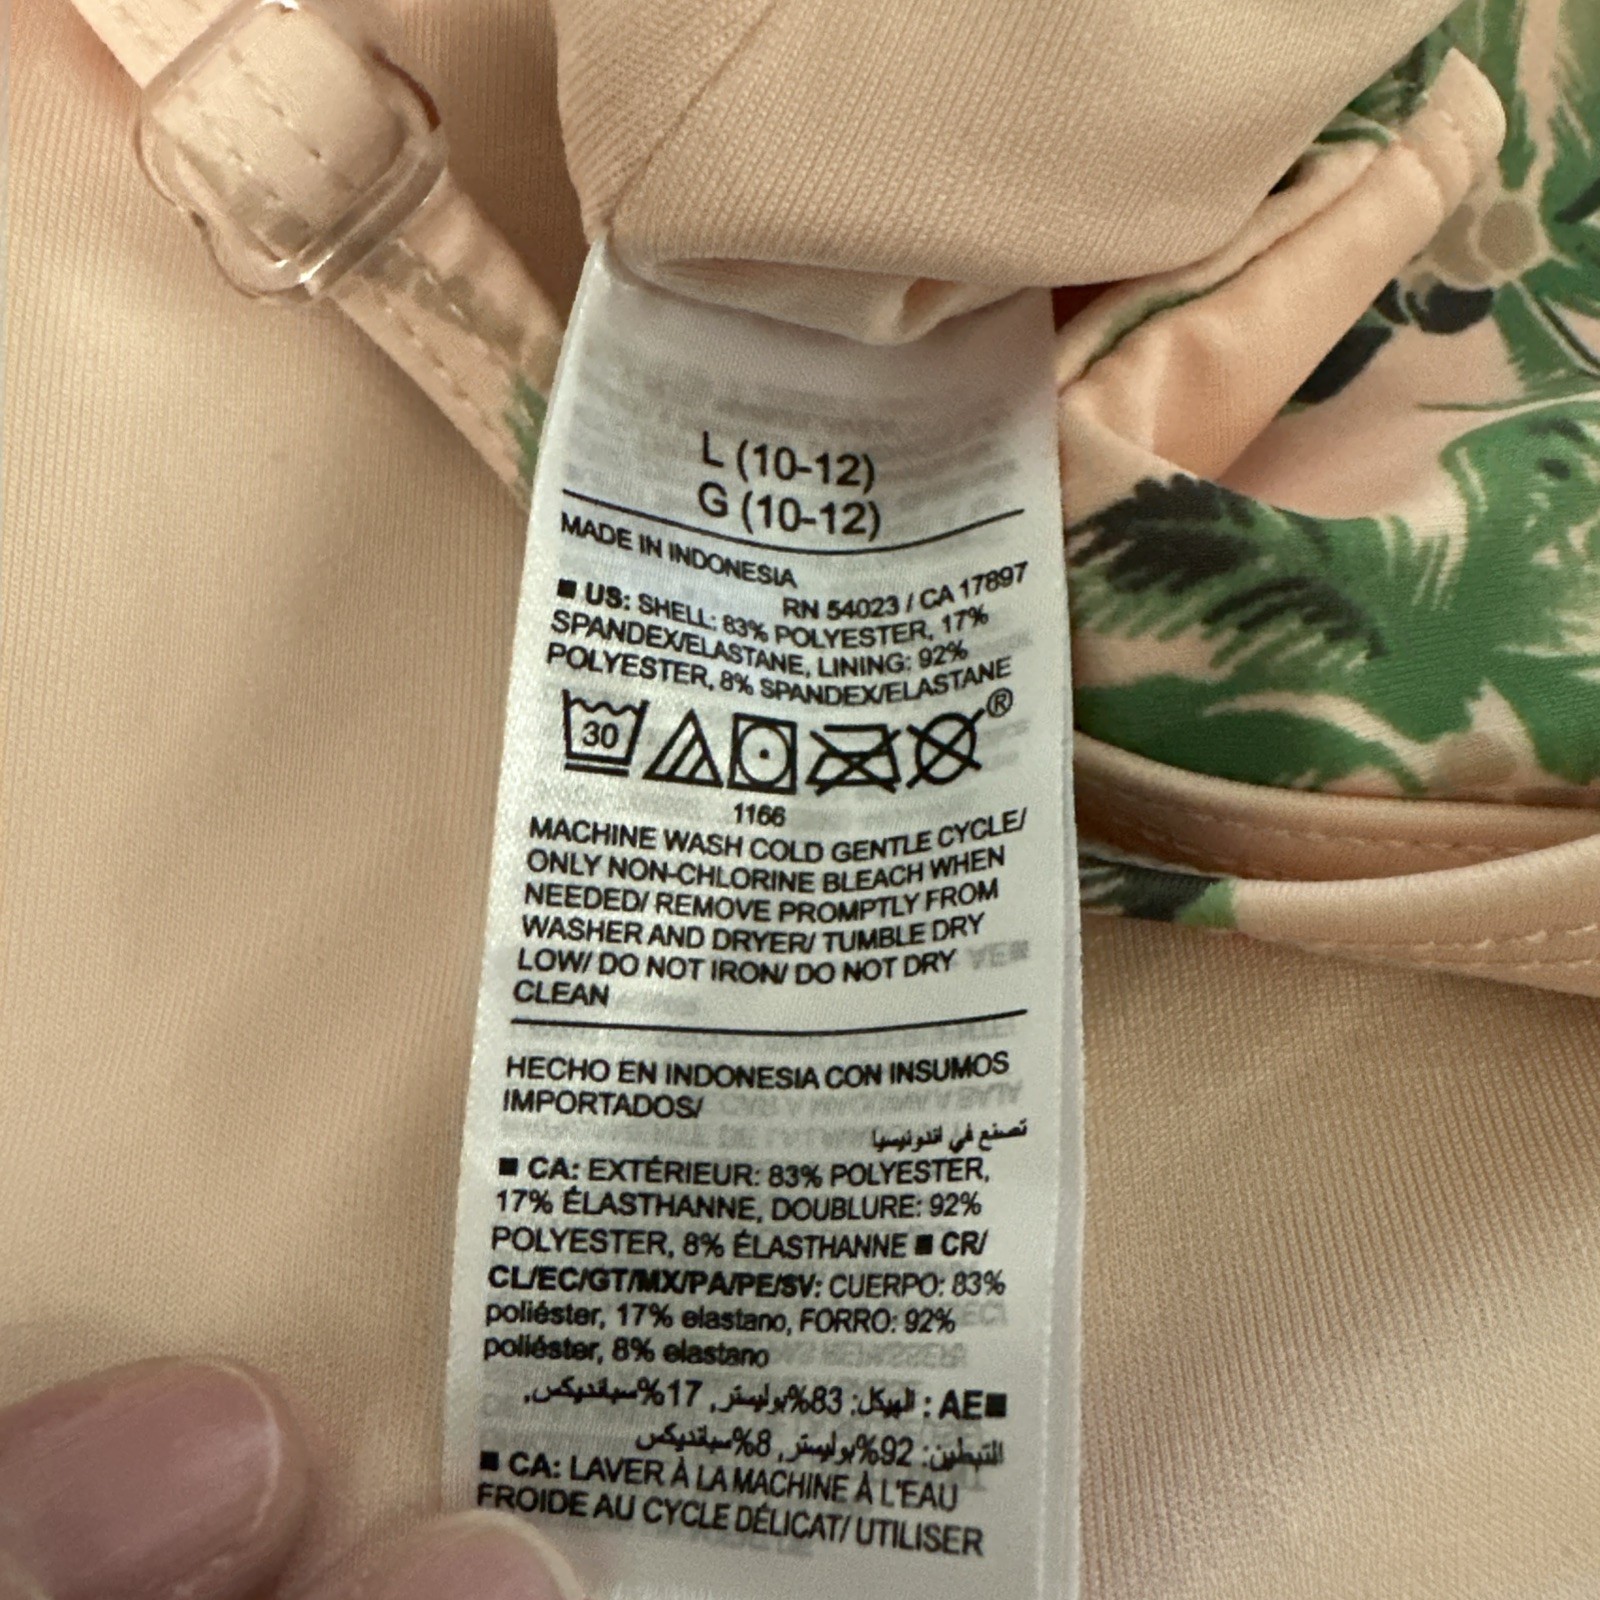 L (10-12)
G (10-12)
MADE IN INDONESIA
RN 54023 / CA 17897
■ US: SHELL: 83% POLYESTER, 17%
SPANDEX/ELASTANE, LINING: 92%
POLYESTER, 8% SPANDEX/ELASTANE
30
®
1166
MACHINE WASH COLD GENTLE CYCLE/
ONLY NON-CHLORINE BLEACH WHEN
NEEDED/ REMOVE PROMPTLY FROM
WASHER AND DRYER/ TUMBLE DRY
LOW/ DO NOT IRON/ DO NOT DRY
CLEAN
HECHO EN INDONESIA CON INSUMOS
IMPORTADOS/
تصنع في اندونيسيا
■ CA: EXTÉRIEUR: 83% POLYESTER,
17% ÉLASTHANNE, DOUBLURE: 92%
POLYESTER, 8% ÉLASTHANNE ■ CR/
CL/EC/GT/MX/PA/PE/SV: CUERPO: 83%
poliéster, 17% elastano, FORRO: 92%
poliéster, 8% elastano
■AE : الهيكل: 83%بوليستر, 17%سباندیکس,
التبطين: 92%بوليستر, 8%سباندیکس
■ CA: LAVER À LA MACHINE À L'EAU
FROIDE AU CYCLE DÉLICAT/ UTILISER